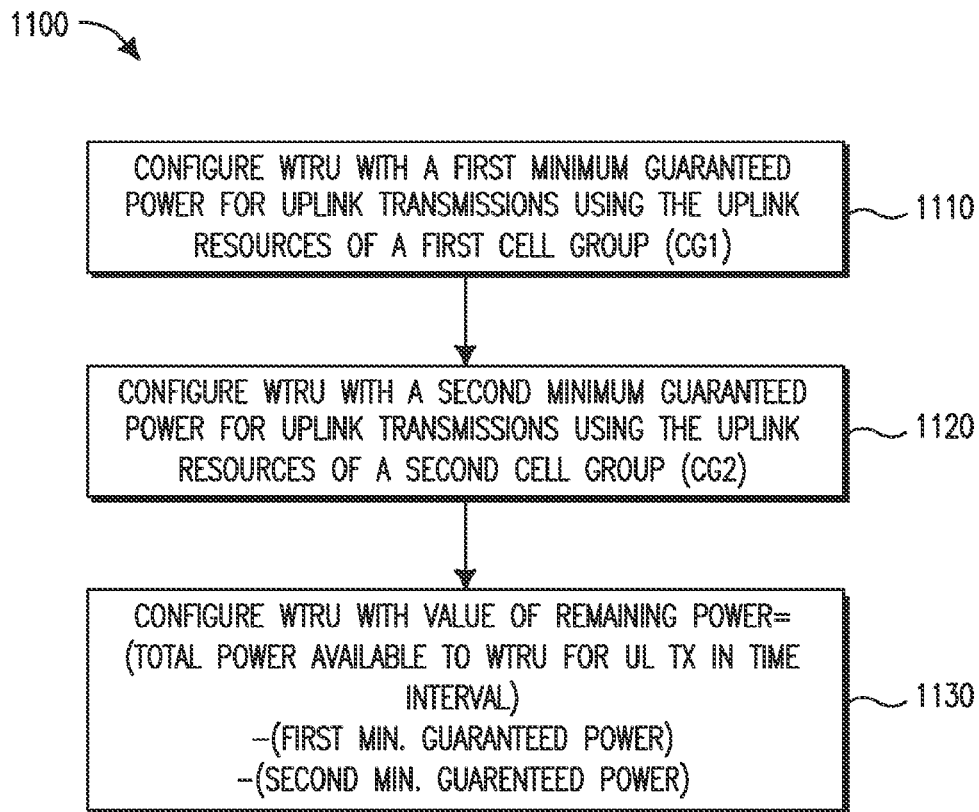 1100
CONFIGURE WTRU WITH A FIRST MINIMUM GUARANTEED
POWER FOR UPLINK TRANSMISSIONS USING THE UPLINK
RESOURCES OF A FIRST CELL GROUP (CG1)
1110
CONFIGURE WTRU WITH A SECOND MINIMUM GUARANTEED
POWER FOR UPLINK TRANSMISSIONS USING THE UPLINK
RESOURCES OF A SECOND CELL GROUP (CG2)
1120
CONFIGURE WTRU WITH VALUE OF REMAINING POWER=
(TOTAL POWER AVAILABLE TO WTRU FOR UL TX IN TIME
INTERVAL)
–(FIRST MIN. GUARANTEED POWER)
–(SECOND MIN. GUARENTEED POWER)
1130